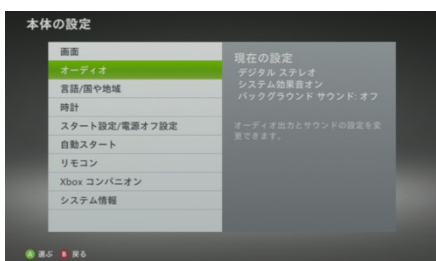 本体の設定
画面
オーディオ
言語/国や地域
時計
スタート設定/電源オフ設定
自動スタート
リモコン
Xbox コンパニオン
システム情報
現在の設定
デジタル ステレオ
システム効果音オン
バックグラウンド サウンド: オフ
オーディオ出力とサウンドの設定を変
更できます。
A 選ぶ B 戻る